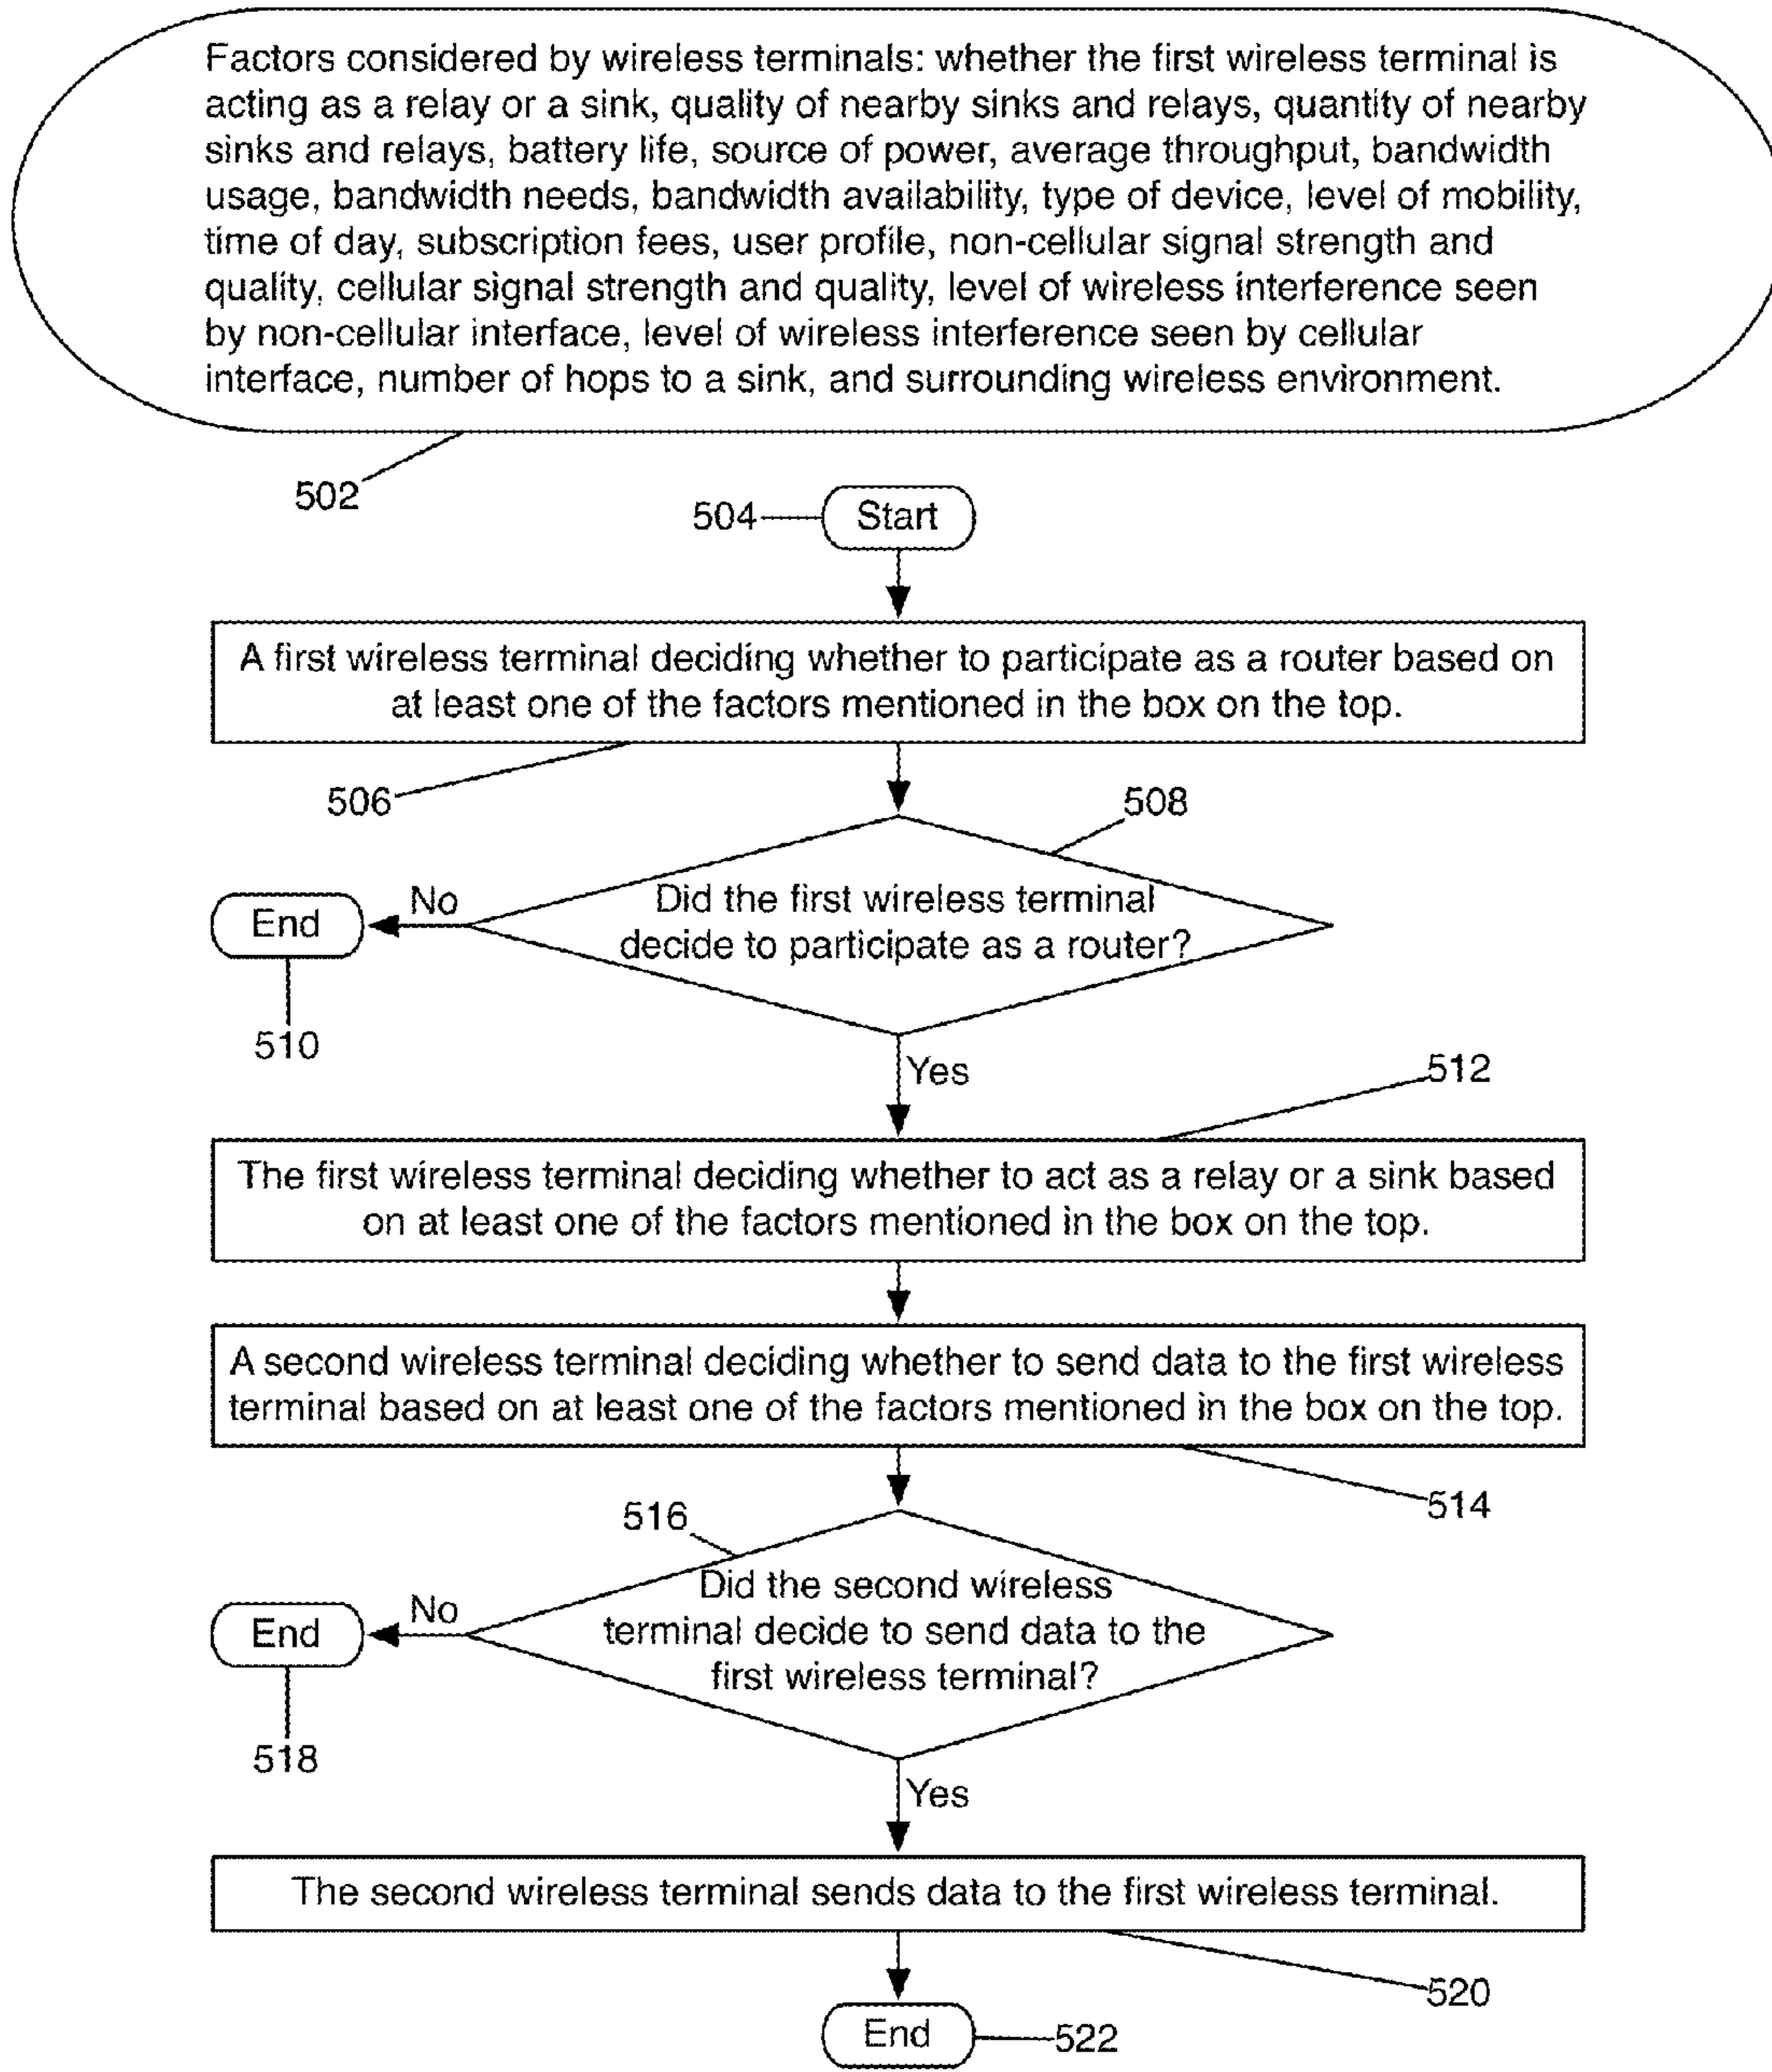 Factors considered by wireless terminals: whether the first wireless terminal is
acting as a relay or a sink, quality of nearby sinks and relays, quantity of nearby
sinks and relays, battery life, source of power, average throughput, bandwidth
usage, bandwidth needs, bandwidth availability, type of device, level of mobility,
time of day, subscription fees, user profile, non-cellular signal strength and
quality, cellular signal strength and quality, level of wireless interference seen
by non-cellular interface, level of wireless interference seen by cellular
interface, number of hops to a sink, and surrounding wireless environment.
502
504
Start
A first wireless terminal deciding whether to participate as a router based on
at least one of the factors mentioned in the box on the top.
506
508
Did the first wireless terminal
decide to participate as a router?
No
End
510
Yes
512
The first wireless terminal deciding whether to act as a relay or a sink based
on at least one of the factors mentioned in the box on the top.
A second wireless terminal deciding whether to send data to the first wireless
terminal based on at least one of the factors mentioned in the box on the top.
514
516
Did the second wireless
terminal decide to send data to the
first wireless terminal?
No
End
518
Yes
The second wireless terminal sends data to the first wireless terminal.
520
End
522